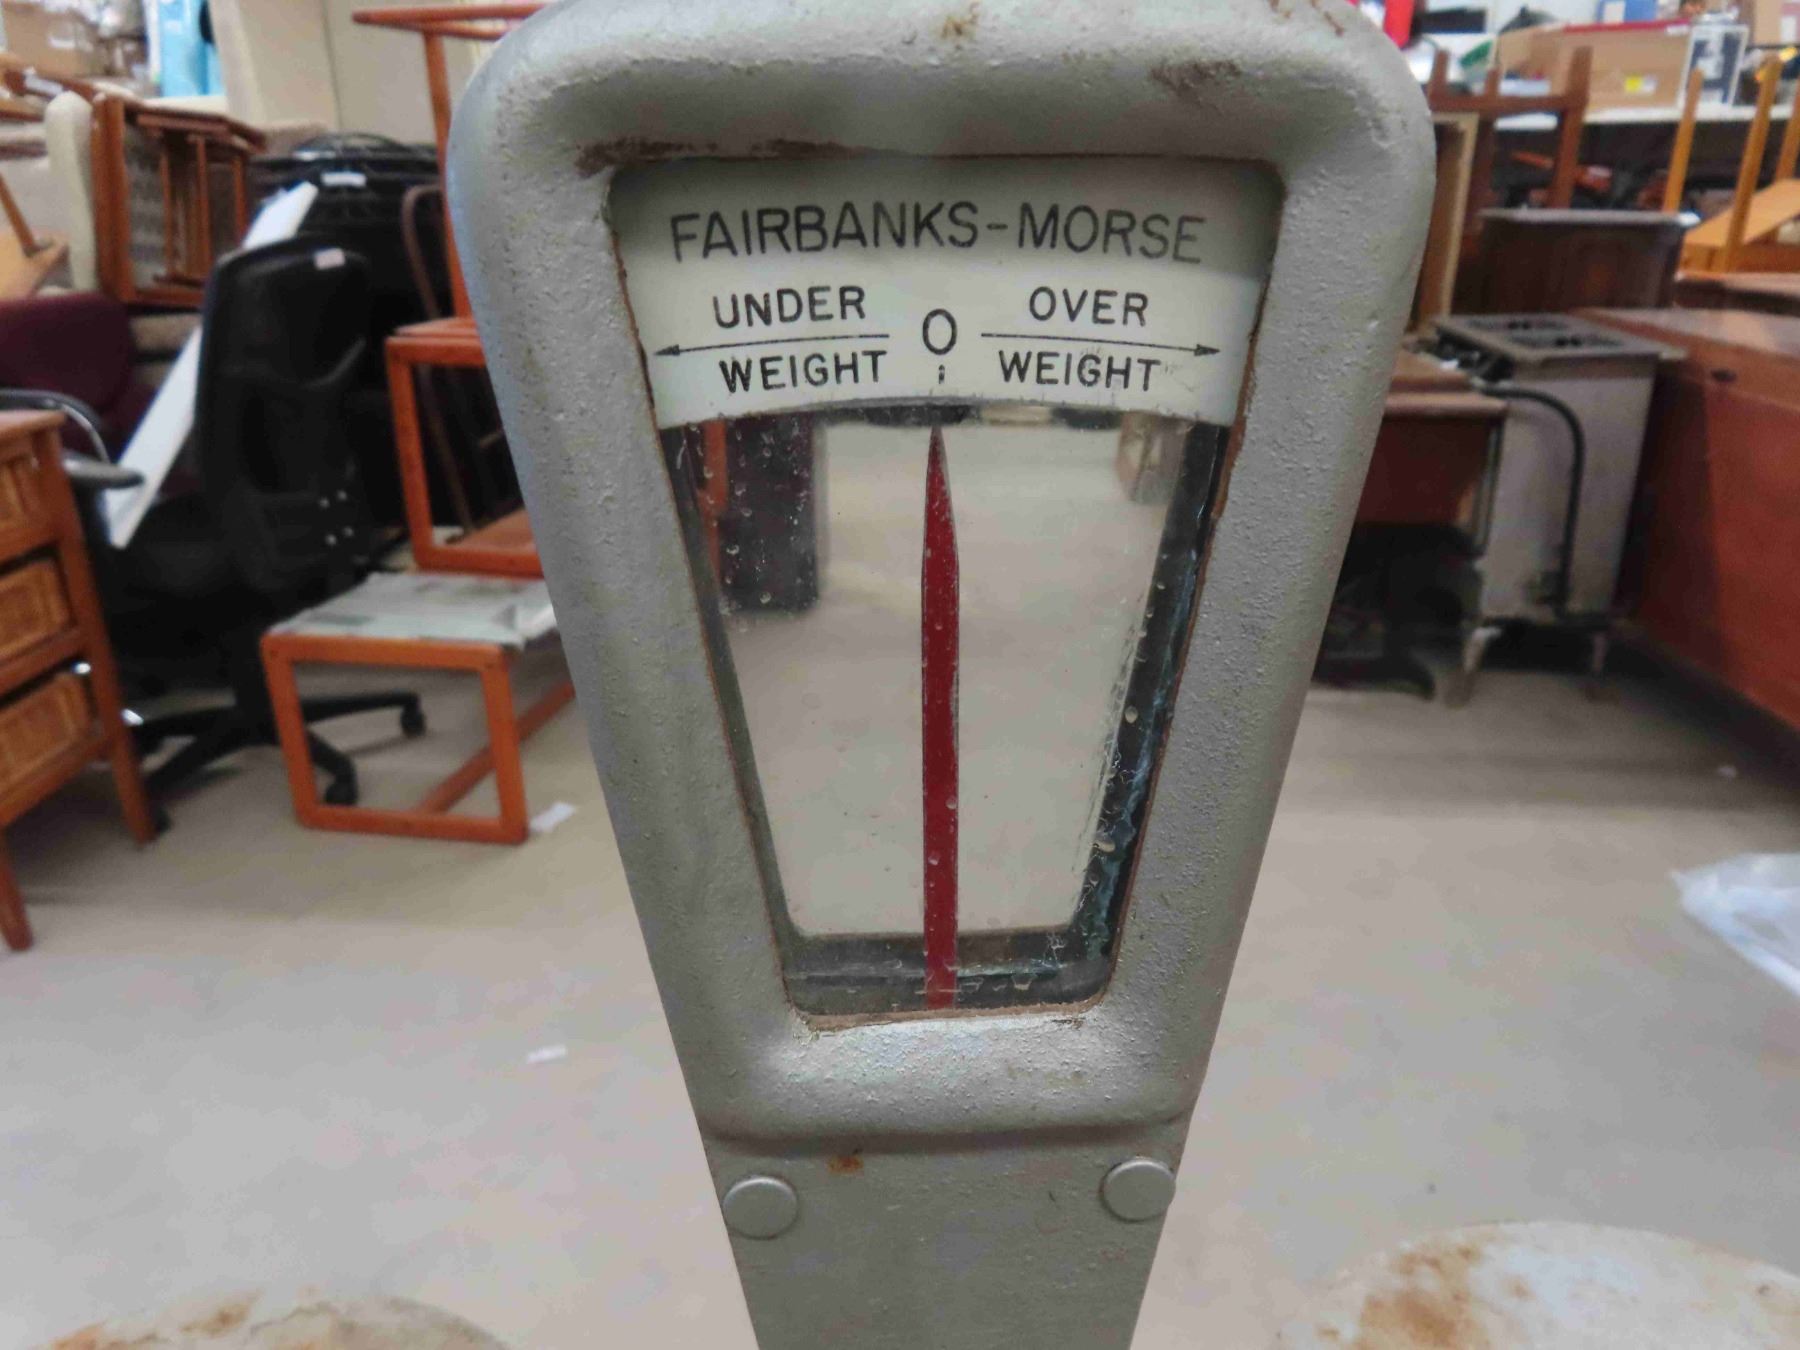 FAIRBANKS-MORSE
UNDER
WEIGHT
0
OVER
WEIGHT